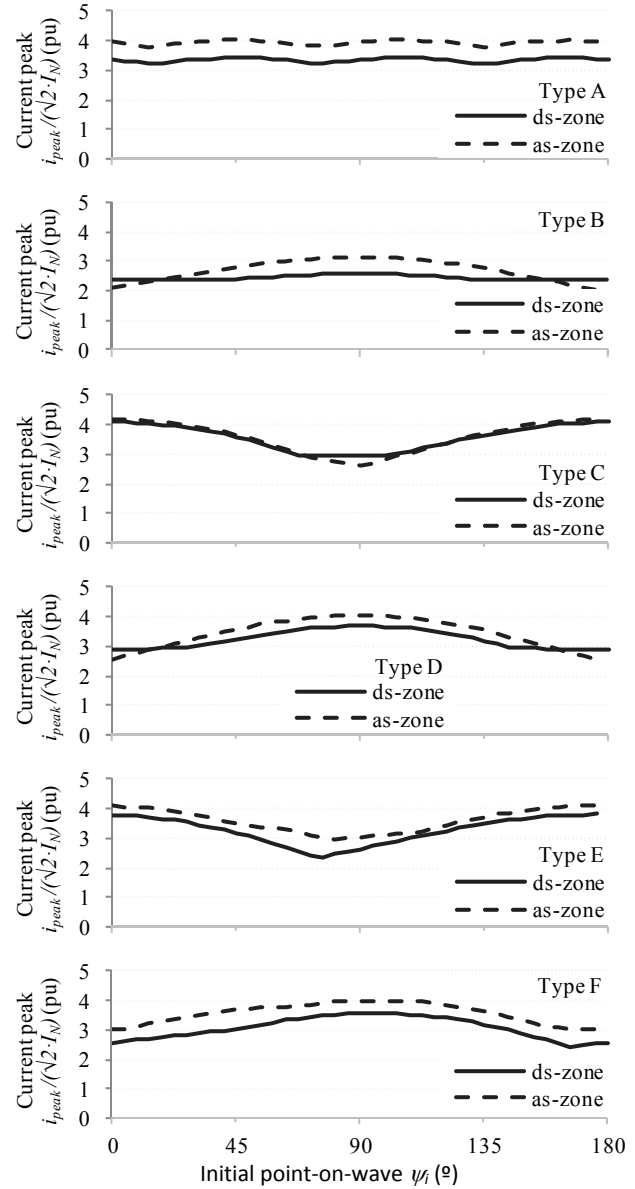 Current peak
i_peak/(√2·I_N) (pu)
5
4
3
2
1
0
Type A
ds-zone
as-zone
Current peak
i_peak/(√2·I_N) (pu)
5
4
3
2
1
0
Type B
ds-zone
as-zone
Current peak
i_peak/(√2·I_N) (pu)
5
4
3
2
1
0
Type C
ds-zone
as-zone
Current peak
i_peak/(√2·I_N) (pu)
5
4
3
2
1
0
Type D
ds-zone
as-zone
Current peak
i_peak/(√2·I_N) (pu)
5
4
3
2
1
0
Type E
ds-zone
as-zone
Current peak
i_peak/(√2·I_N) (pu)
5
4
3
2
1
0
Type F
ds-zone
as-zone
0 45 90 135 180
Initial point-on-wave ψ_i (º)